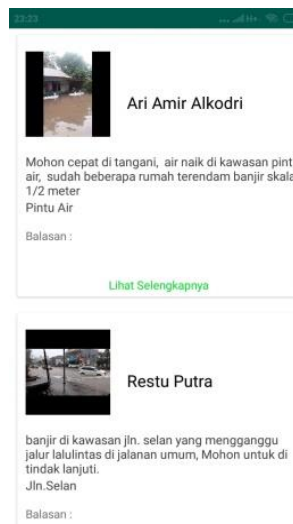 23:23
Ari Amir Alkodri
Mohon cepat di tangani, air naik di kawasan pint
air, sudah beberapa rumah terendam banjir skala
1/2 meter
Pintu Air
Balasan :
Lihat Selengkapnya
Restu Putra
banjir di kawasan jln. selan yang mengganggu
jalur lalulintas di jalanan umum, Mohon untuk di
tindak lanjuti.
Jln.Selan
Balasan :